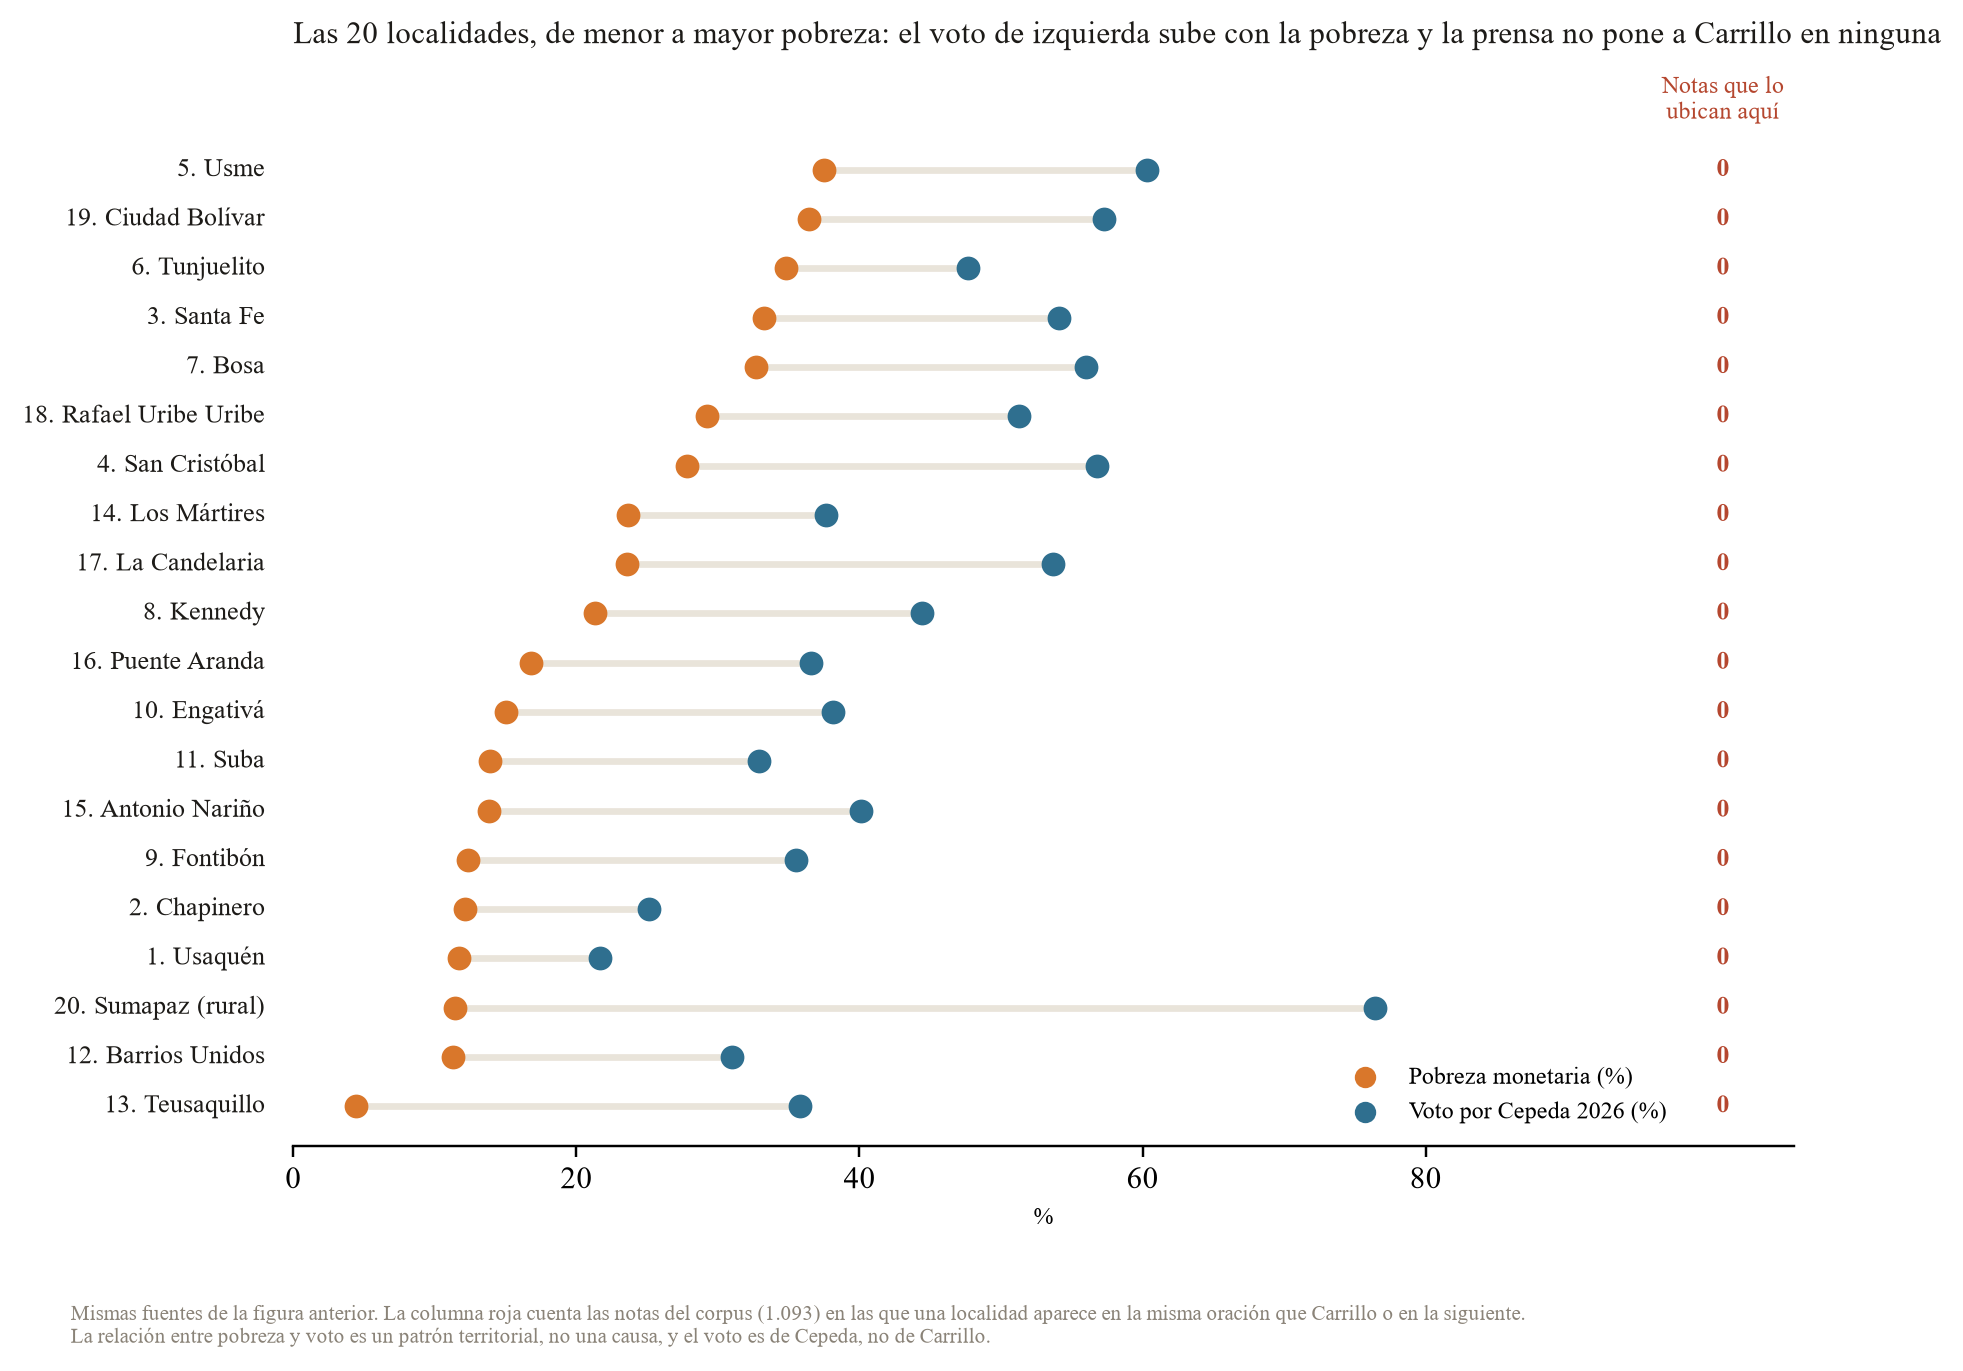 Las 20 localidades, de menor a mayor pobreza: el voto de izquierda sube con la pobreza y la prensa no pone a Carrillo en ninguna
Notas que lo
ubican aquí
5. Usme 0
19. Ciudad Bolívar 0
6. Tunjuelito 0
3. Santa Fe 0
7. Bosa 0
18. Rafael Uribe Uribe 0
4. San Cristóbal 0
14. Los Mártires 0
17. La Candelaria 0
8. Kennedy 0
16. Puente Aranda 0
10. Engativá 0
11. Suba 0
15. Antonio Nariño 0
9. Fontibón 0
2. Chapinero 0
1. Usaquén 0
20. Sumapaz (rural) 0
12. Barrios Unidos 0
Pobreza monetaria (%)
13. Teusaquillo 0
Voto por Cepeda 2026 (%)
0 20 40 60 80
%
Mismas fuentes de la figura anterior. La columna roja cuenta las notas del corpus (1.093) en las que una localidad aparece en la misma oración que Carrillo o en la siguiente.
La relación entre pobreza y voto es un patrón territorial, no una causa, y el voto es de Cepeda, no de Carrillo.